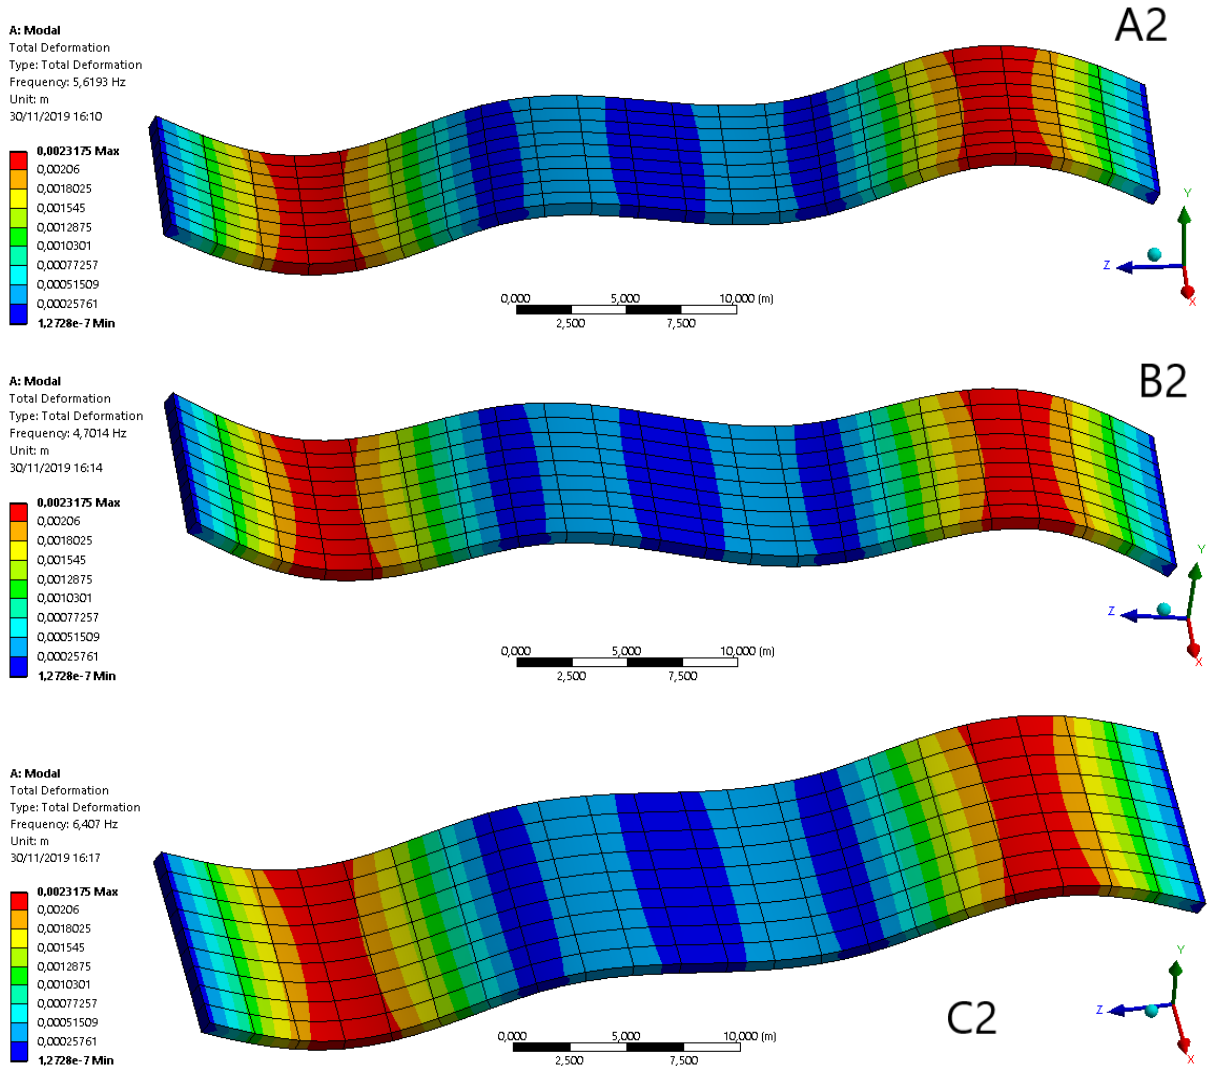 A2
A: Modal
Total Deformation
Type: Total Deformation
Frequency: 5,6193 Hz
Unit: m
30/11/2019 16:10
0,0023175 Max
0,00206
0,0018025
0,001545
0,0012875
0,0010301
0,00077257
0,00051509
0,00025761
1,2728e-7 Min
Y
Z
X
0,000 5,000 10,000 (m)
2,500 7,500
B2
A: Modal
Total Deformation
Type: Total Deformation
Frequency: 4,7014 Hz
Unit: m
30/11/2019 16:14
0,0023175 Max
0,00206
0,0018025
0,001545
0,0012875
0,0010301
0,00077257
0,00051509
0,00025761
1,2728e-7 Min
Y
Z
X
0,000 5,000 10,000 (m)
2,500 7,500
A: Modal
Total Deformation
Type: Total Deformation
Frequency: 6,407 Hz
Unit: m
30/11/2019 16:17
0,0023175 Max
0,00206
0,0018025
0,001545
0,0012875
0,0010301
0,00077257
0,00051509
0,00025761
1,2728e-7 Min
C2
Y
Z
X
0,000 5,000 10,000 (m)
2,500 7,500